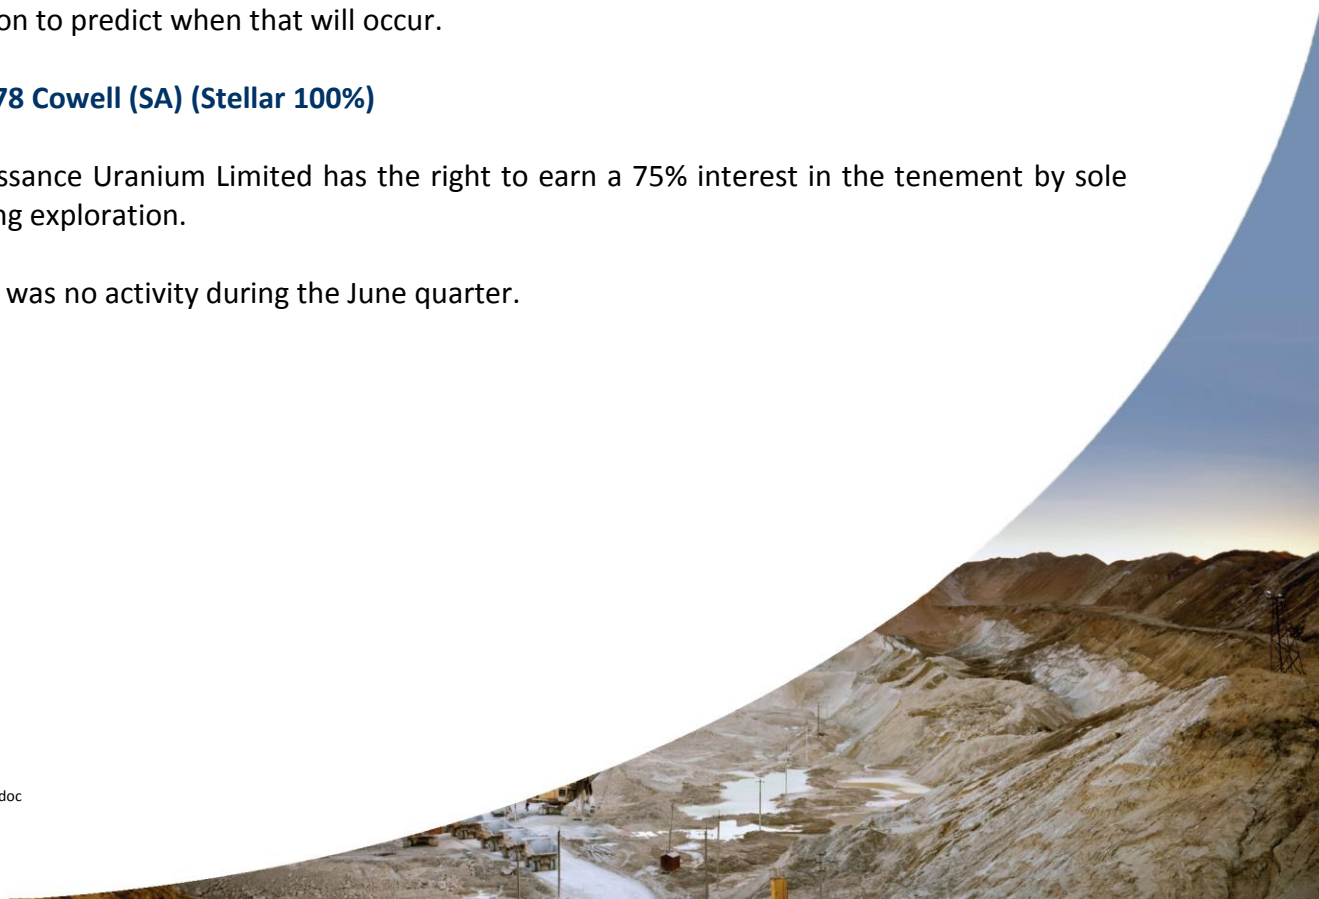 on to predict when that will occur.
78 Cowell (SA) (Stellar 100%)
ssance Uranium Limited has the right to earn a 75% interest in the tenement by sole
ng exploration.
was no activity during the June quarter.
doc